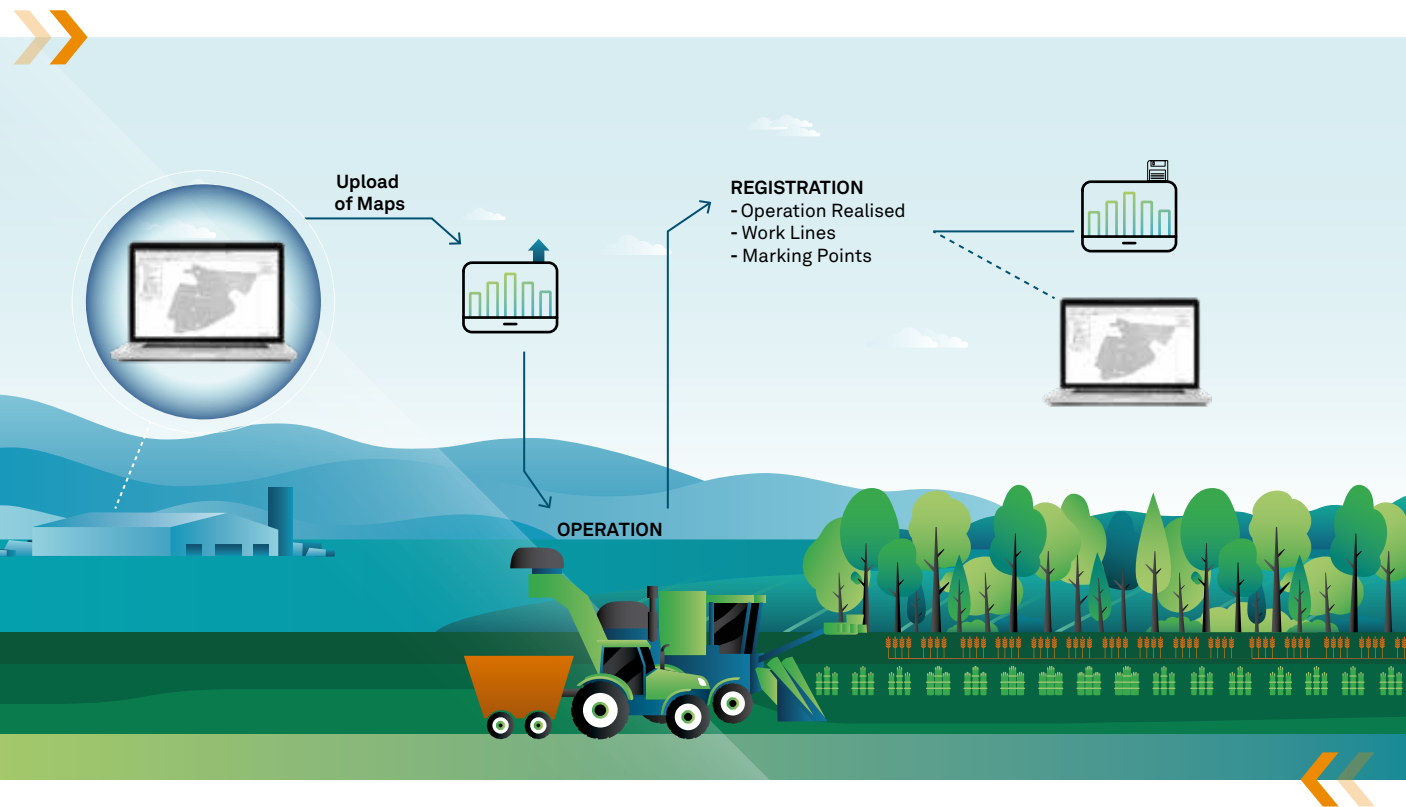 Upload
of Maps
REGISTRATION
- Operation Realised
- Work Lines
- Marking Points
OPERATION